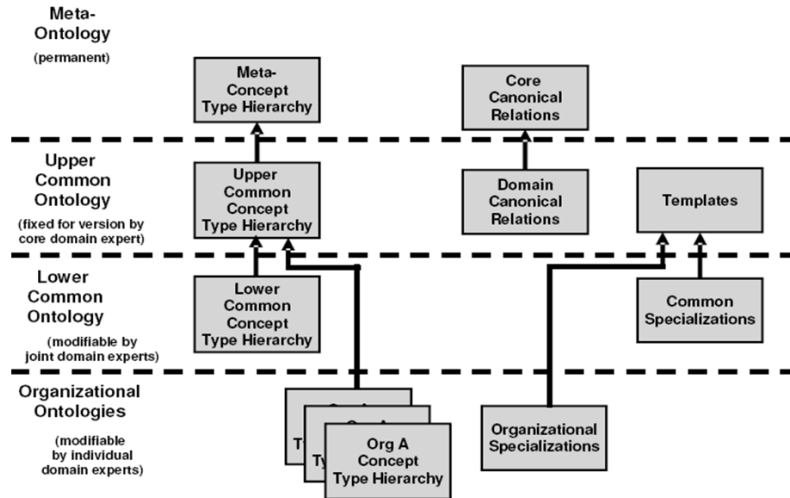 Meta-
Ontology
(permanent)
Meta-
Concept
Type Hierarchy
Core
Canonical
Relations
Upper
Common
Ontology
(fixed for version by
core domain expert)
Upper
Common
Concept
Type Hierarchy
Domain
Canonical
Relations
Templates
Lower
Common
Ontology
(modifiable by
joint domain experts)
Lower
Common
Concept
Type Hierarchy
Common
Specializations
Organizational
Ontologies
(modifiable
by individual
domain experts)
Org A
Concept
Type Hierarchy
Organizational
Specializations